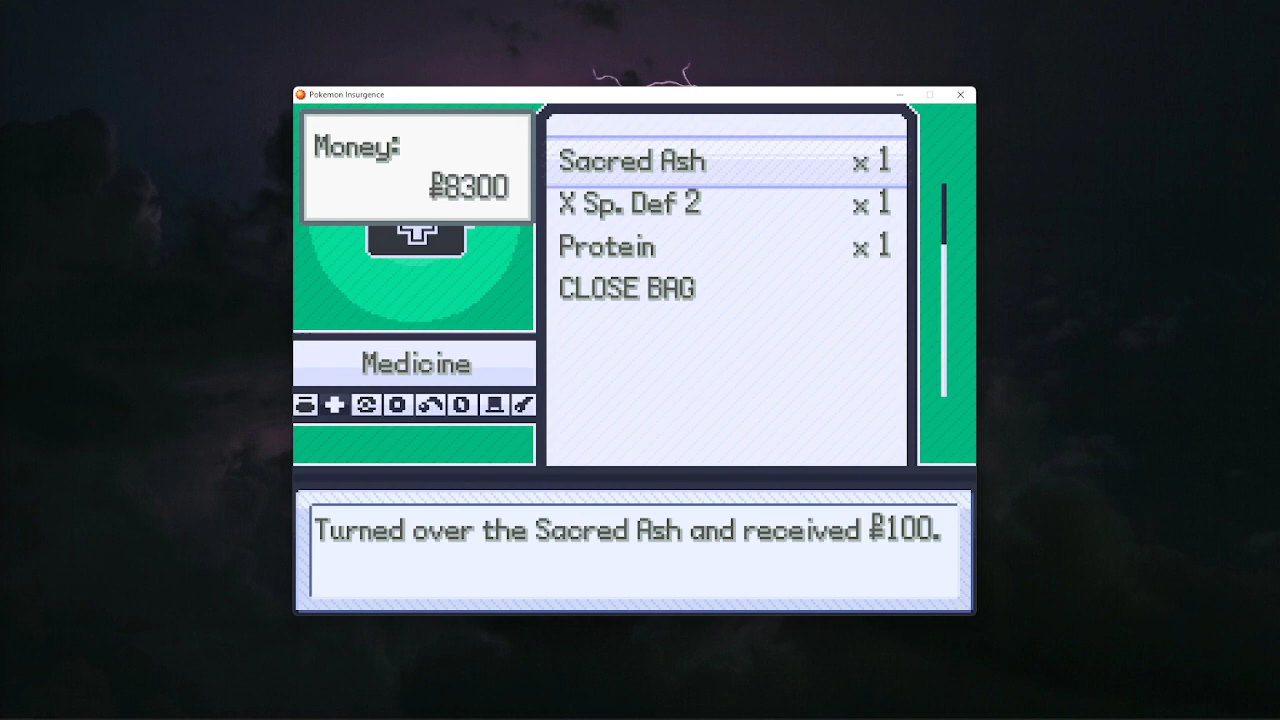 Pokemon Insurgence
Money:
₽8300
Sacred Ash x 1
X Sp. Def 2 x 1
Protein x 1
CLOSE BAG
Medicine
Turned over the Sacred Ash and received ₽100.